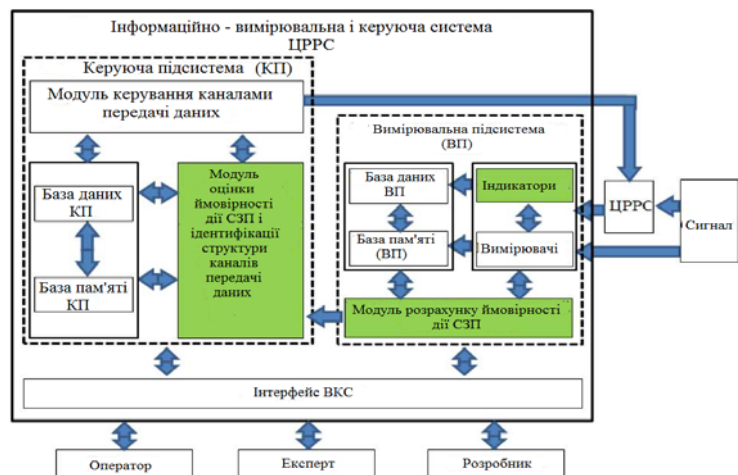 Інформаційно - вимірювальна і керуюча система
ЦРРС
Керуюча підсистема (КП)
Модуль керування каналами
передачі даних
База даних
КП
База пам'яті
КП
Модуль
оцінки
ймовірності
дії СЗП і
ідентифікації
структури
каналів
передачі
даних
Вимірювальна підсистема
(ВП)
База даних
ВП
База пам'яті
(ВП)
Індикатори
Вимірювачі
Модуль розрахунку ймовірності
дії СЗП
ЦРРС
Сигнал
Інтерфейс ВКС
Оператор
Експерт
Розробник